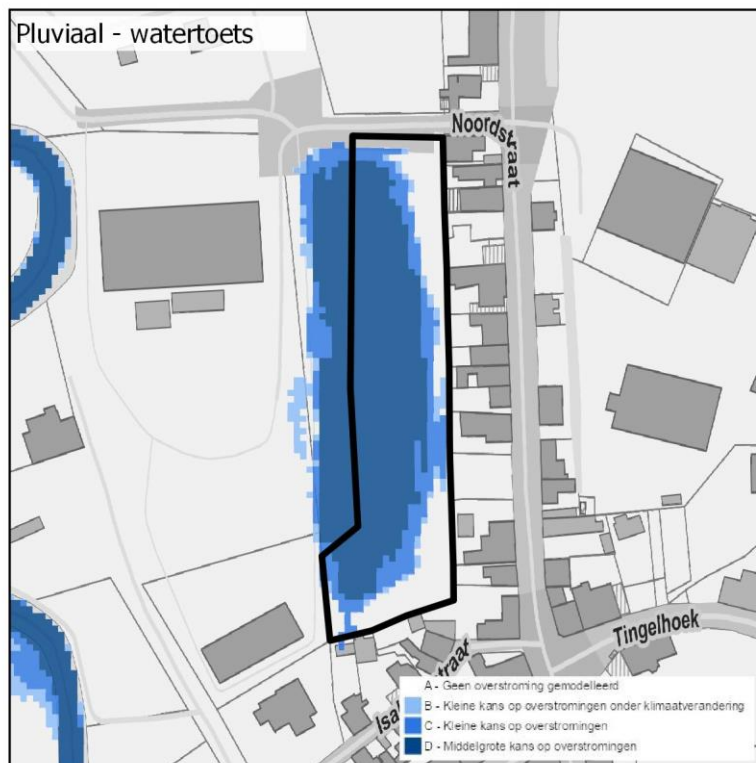 Pluviaal - watertoets
Noordstraat
Tingelhoek
straat
A - Geen overstroming gemodelleerd
B - Kleine kans op overstromingen onder klimaatverandering
C - Kleine kans op overstromingen
D - Middelgrote kans op overstromingen